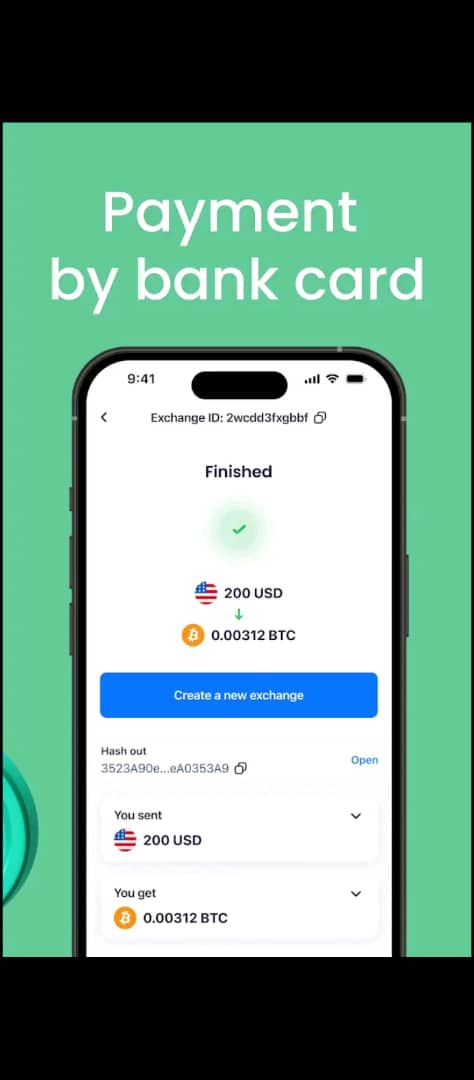 Payment
by bank card
9:41
Exchange ID: 2wcdd3fxgbbf
Finished
200 USD
0.00312 BTC
Create a new exchange
Hash out
3523A90e...eA0353A9
Open
You sent
200 USD
You get
0.00312 BTC